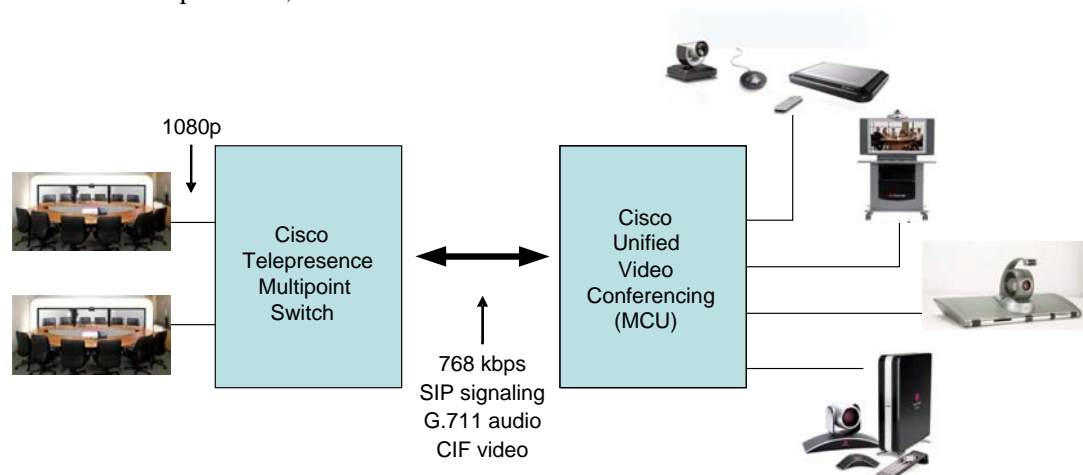 1080p
Cisco
Telepresence
Multipoint
Switch
768 kbps
SIP signaling
G.711 audio
CIF video
Cisco
Unified
Video
Conferencing
(MCU)